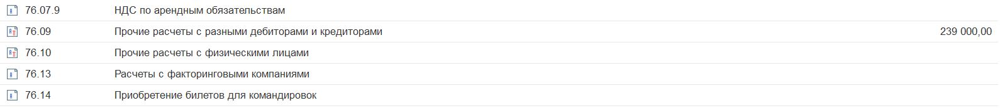 76.07.9 НДС по арендным обязательствам
76.09 Прочие расчеты с разными дебиторами и кредиторами 239 000,00
76.10 Прочие расчеты с физическими лицами
76.13 Расчеты с факторинговыми компаниями
76.14 Приобретение билетов для командировок